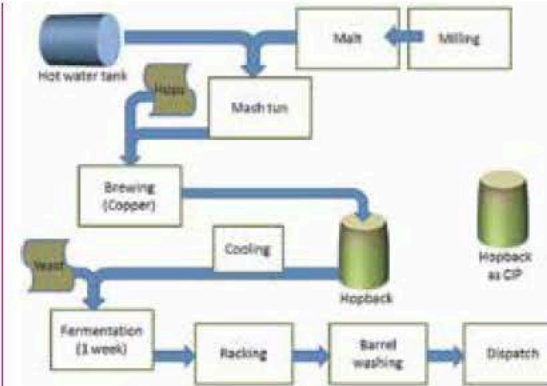 Malt
Milling
Hot water tank
Hops
Mash tun
Brewing
(Copper)
Hopback
as CIP
Cooling
Yeast
Hopback
Fermentation
(1 week)
Racking
Barrel
washing
Dispatch